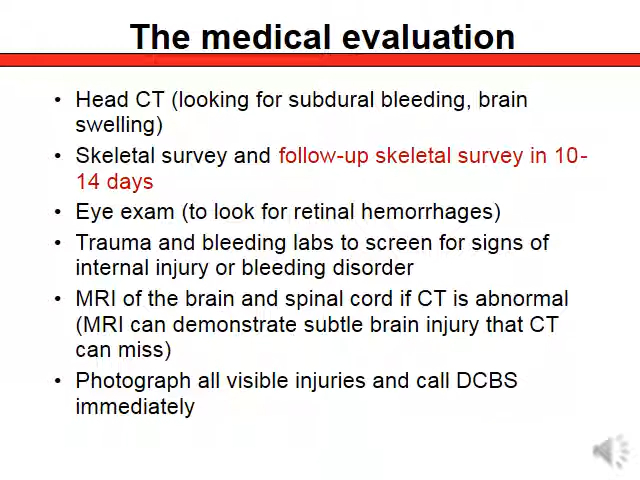 The medical evaluation
• Head CT (looking for subdural bleeding, brain
swelling)
• Skeletal survey and follow-up skeletal survey in 10-
14 days
• Eye exam (to look for retinal hemorrhages)
• Trauma and bleeding labs to screen for signs of
internal injury or bleeding disorder
• MRI of the brain and spinal cord if CT is abnormal
(MRI can demonstrate subtle brain injury that CT
can miss)
• Photograph all visible injuries and call DCBS
immediately